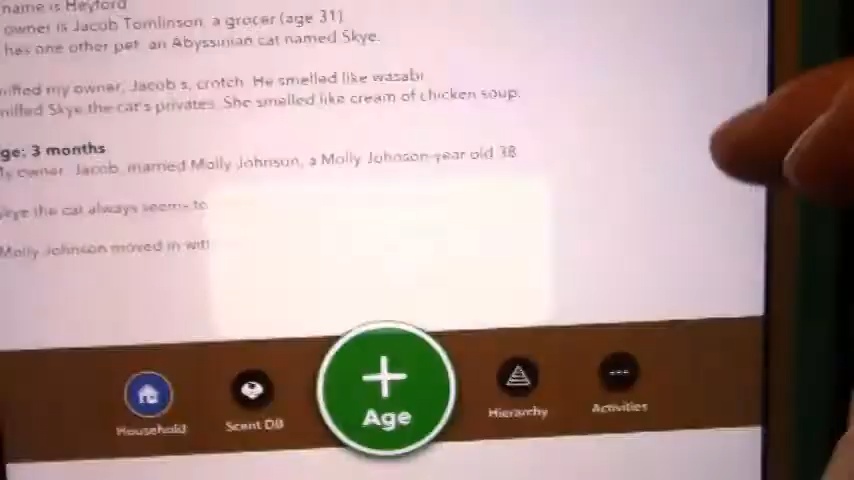 name is Heyford
owner is Jacob Tomlinson, a grocer (age 31)
has one other pet, an Abyssinian cat named Skye.
niffed my owner, Jacob's, crotch. He smelled like wasabi
niffed Skye the cat's privates. She smelled like cream of chicken soup.
ge: 3 months
My owner, Jacob, married Molly Johnson, a Molly Johnson-year old 38
Skye the cat always seems to
Molly Johnson moved in wit
+
Age
Household
Scent DB
Hierarchy
Activities